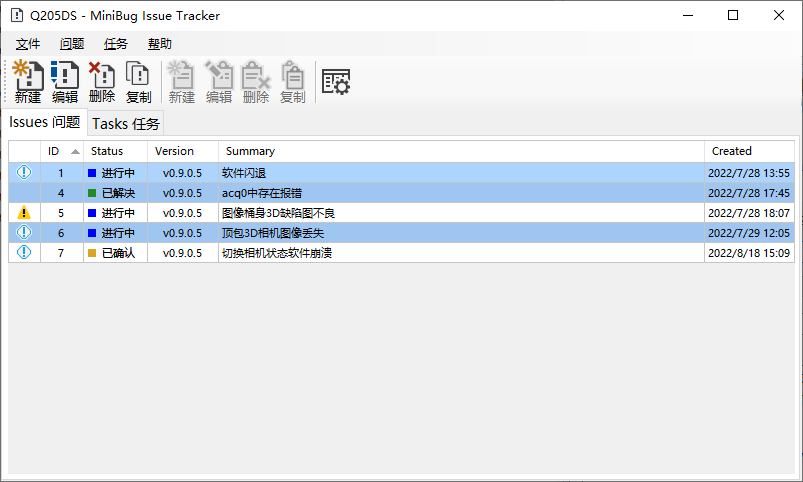 Q205DS - MiniBug Issue Tracker
文件 问题 任务 帮助
新建 编辑 删除 复制 新建 编辑 删除 复制
Issues 问题 Tasks 任务
ID Status Version Summary Created
1 进行中 v0.9.0.5 软件闪退 2022/7/28 13:55
4 已解决 v0.9.0.5 acq0中存在报错 2022/7/28 17:45
5 进行中 v0.9.0.5 图像桶身3D缺陷图不良 2022/7/28 18:07
6 进行中 v0.9.0.5 顶包3D相机图像丢失 2022/7/29 12:05
7 已确认 v0.9.0.5 切换相机状态软件崩溃 2022/8/18 15:09